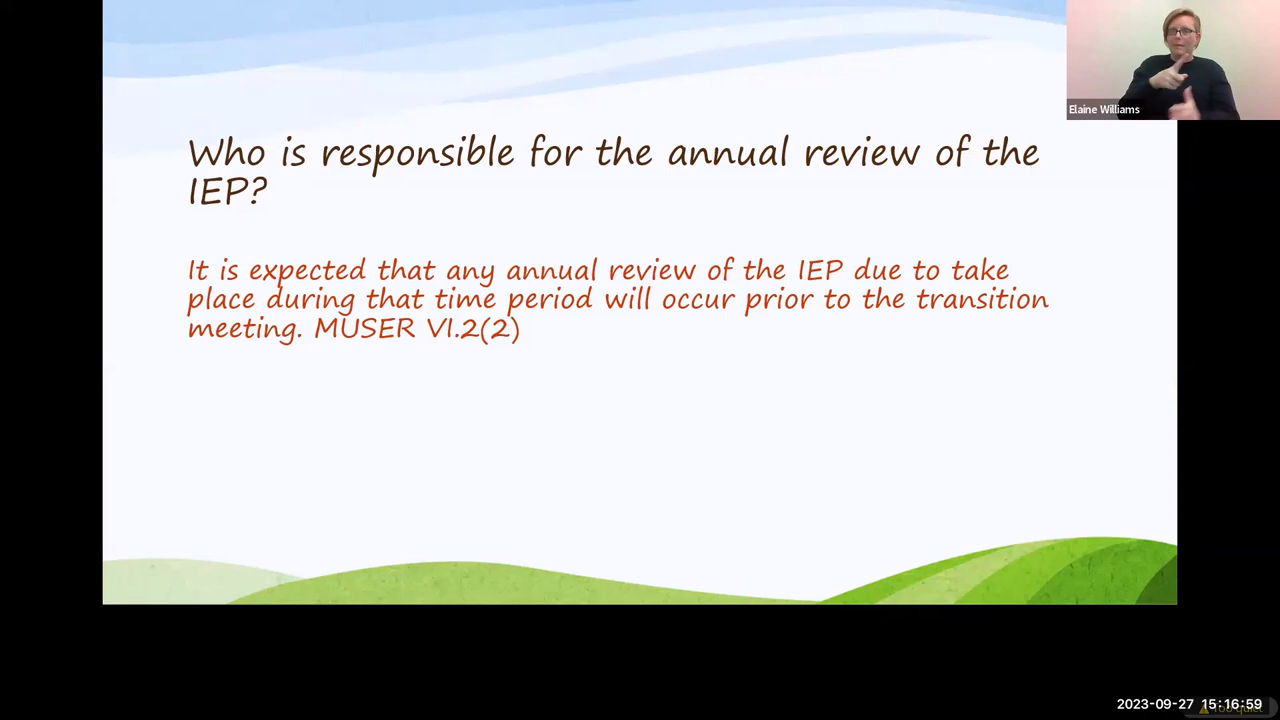 Elaine Williams
Who is responsible for the annual review of the
IEP?
It is expected that any annual review of the IEP due to take
place during that time period will occur prior to the transition
meeting. MUSER VI.2(2)
2023-09-27 15:16:59